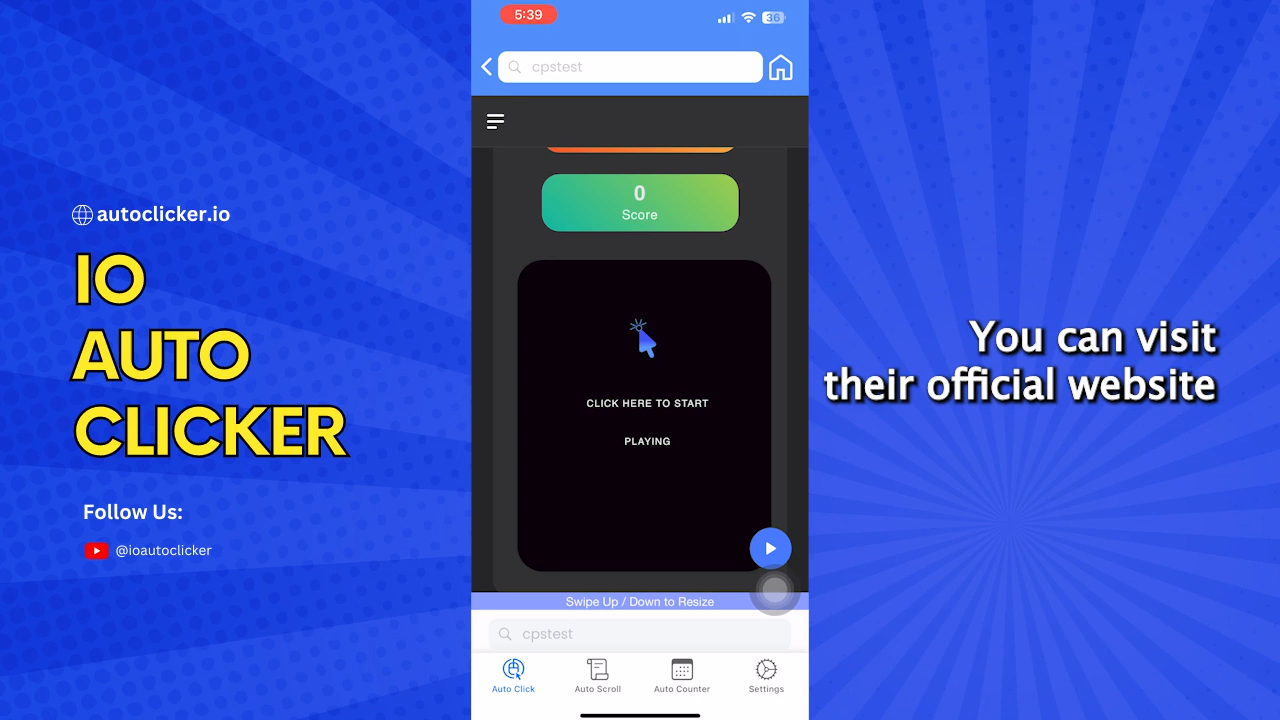 autoclicker.io
IO
AUTO
CLICKER
Follow Us:
@ioautoclicker
5:39
36
cpstest
0
Score
CLICK HERE TO START
PLAYING
Swipe Up / Down to Resize
cpstest
Auto Click
Auto Scroll
Auto Counter
Settings
You can visit
their official website